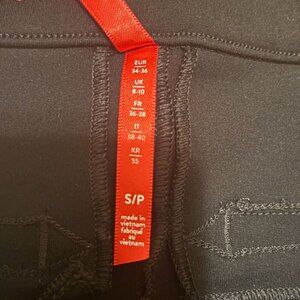 EUR
34-36
UK
8-10
FR
36-38
IT
38-40
KR
55
S/P
made in
vietnam
fabriqué
au
vietnam